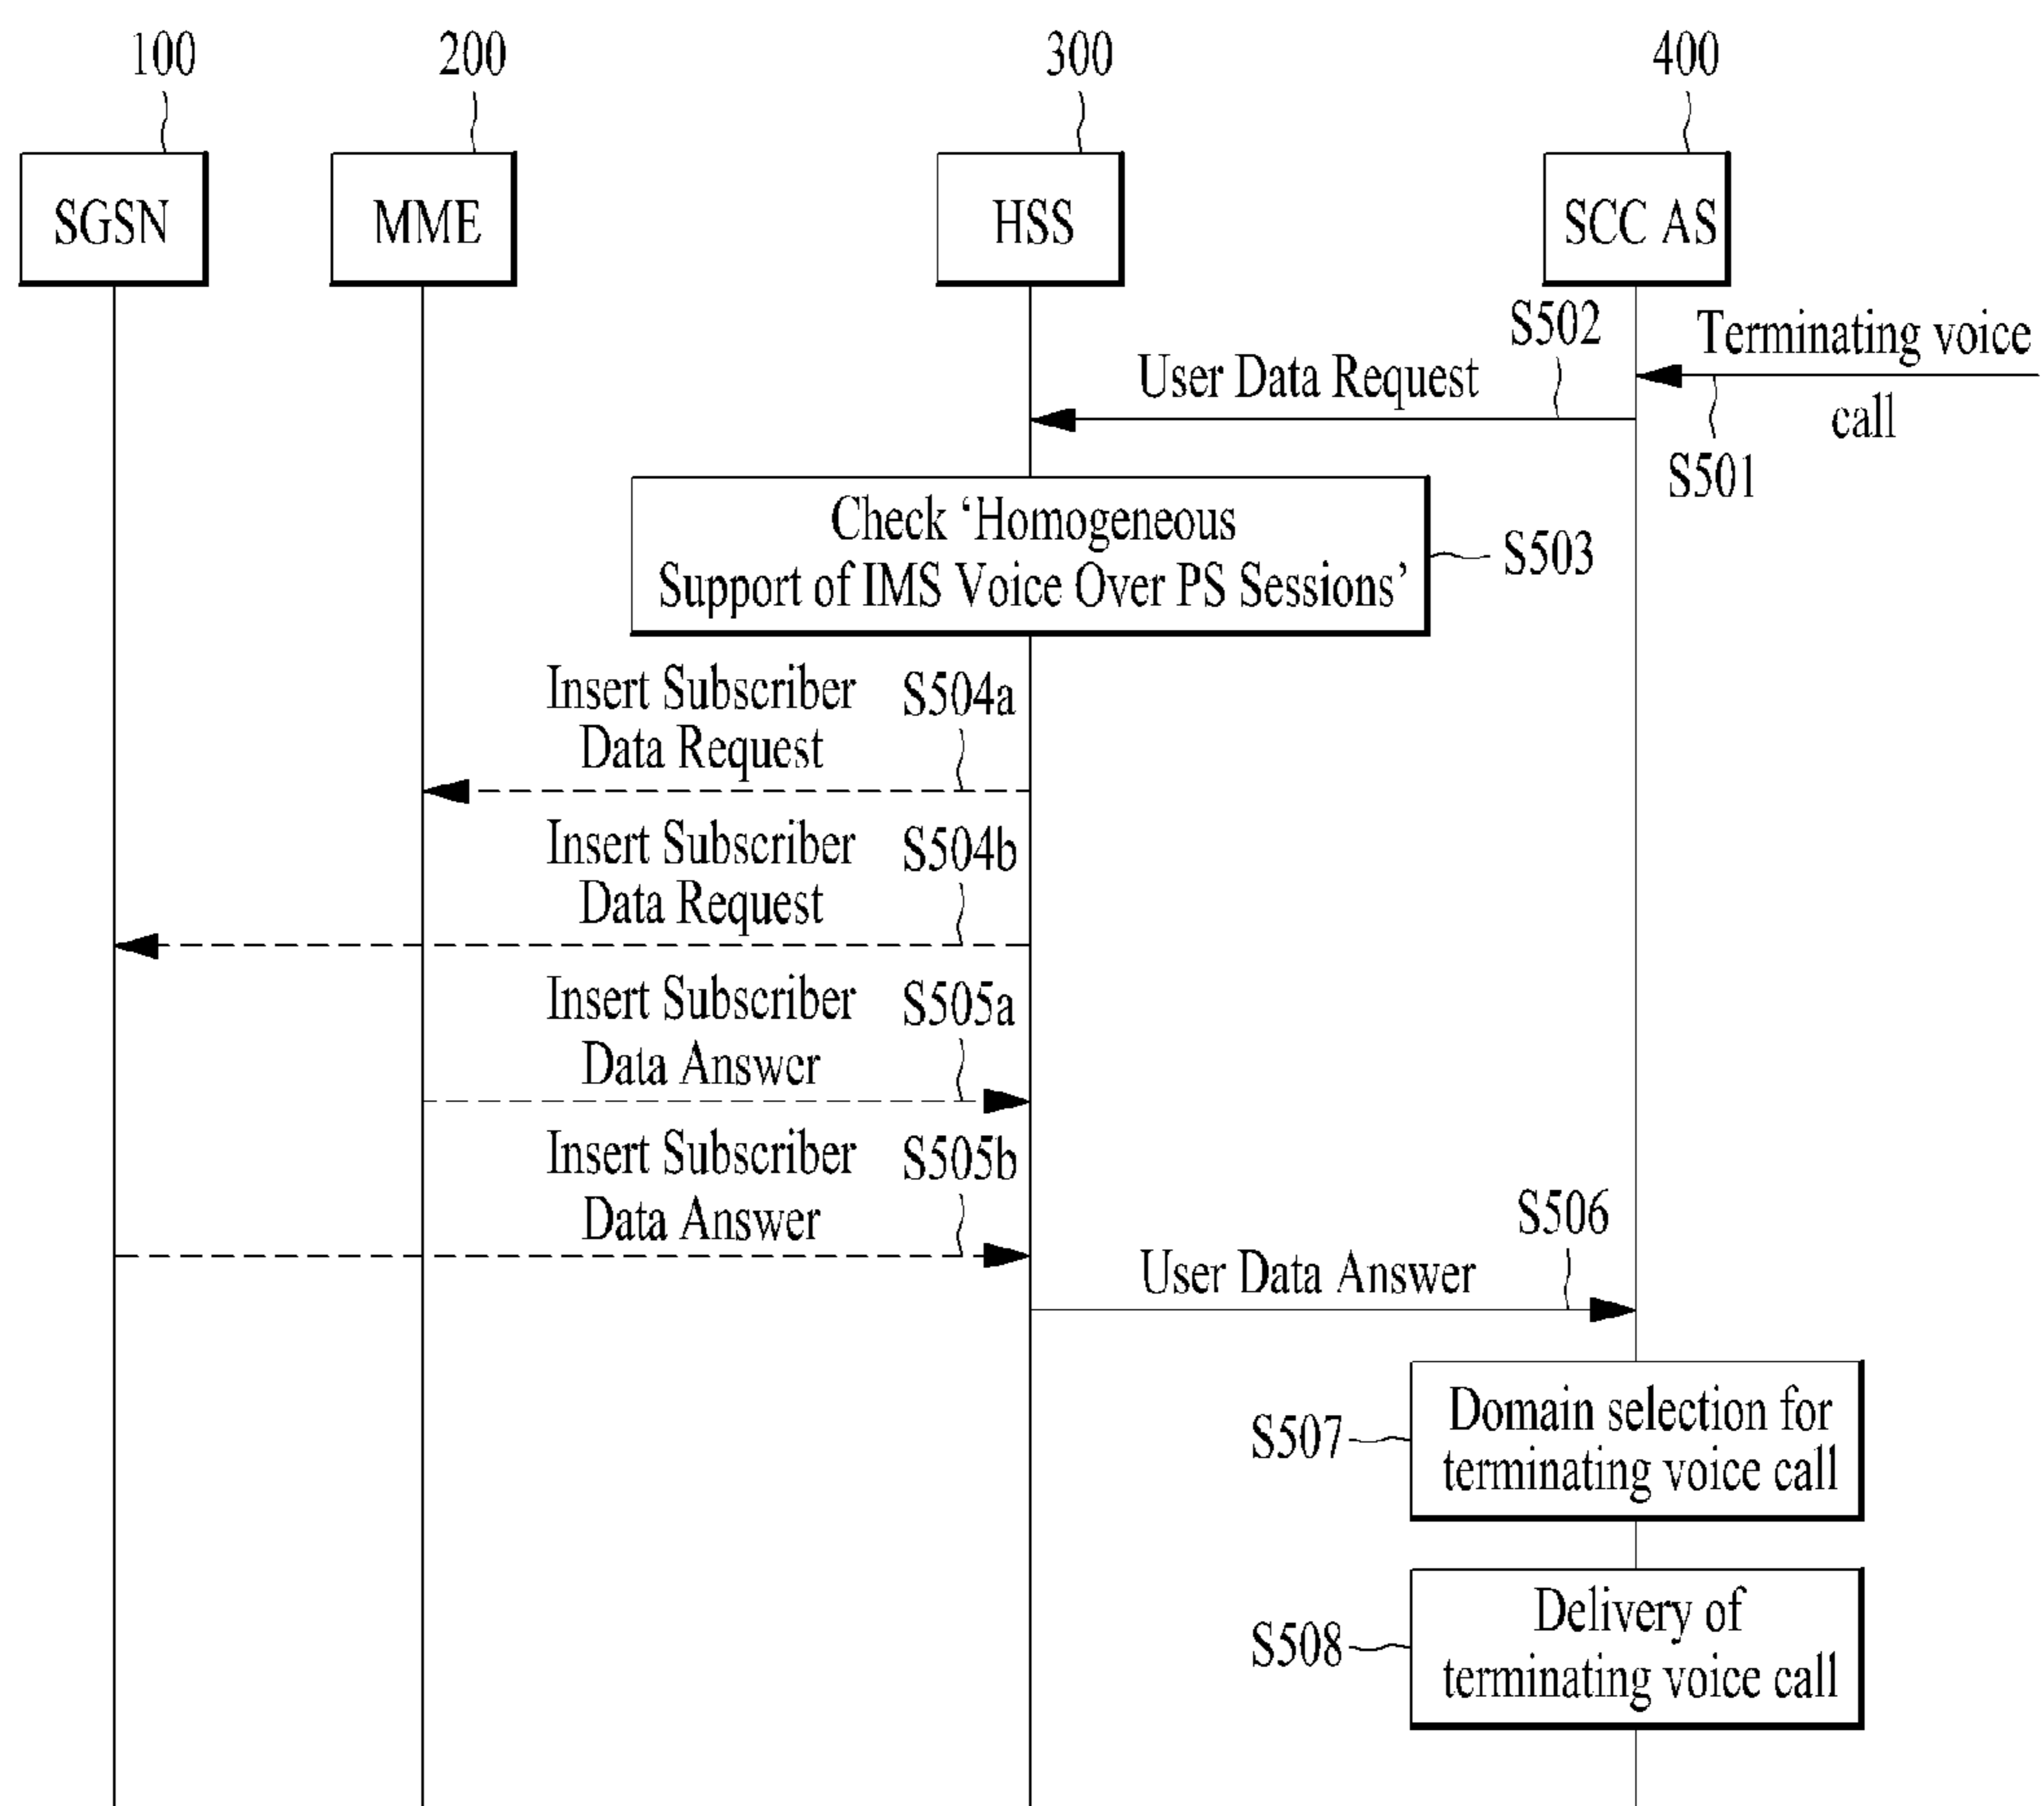 100
200
300
400
SGSN
MME
HSS
SCC AS
S502
Terminating voice
User Data Request
call
S501
Check ‘Homogeneous
Support of IMS Voice Over PS Sessions’
S503
Insert Subscriber
S504a
Data Request
Insert Subscriber
S504b
Data Request
Insert Subscriber
S505a
Data Answer
Insert Subscriber
S505b
Data Answer
S506
User Data Answer
Domain selection for
terminating voice call
S507
Delivery of
terminating voice call
S508